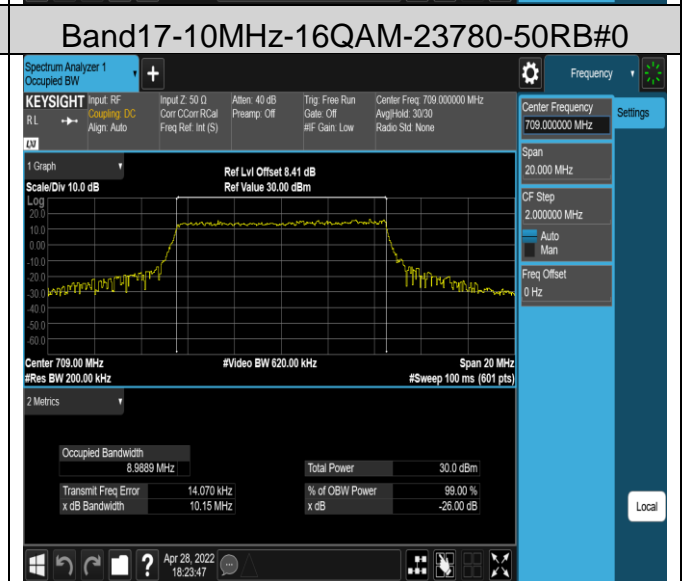 Band17-10MHz-16QAM-23780-50RB#0
Spectrum Analyzer 1
Occupied BW
+
Frequency
KEYSIGHT
RL
Input: RF
Coupling: DC
Align: Auto
Input Z: 50 Ω
Corr CCorr RCal
Freq Ref: Int (S)
Atten: 40 dB
Preamp: Off
Trig: Free Run
Gate: Off
#IF Gain: Low
Center Freq: 709.000000 MHz
Avg|Hold: 30/30
Radio Std: None
LXI
Center Frequency
709.000000 MHz
Settings
Span
20.000 MHz
CF Step
2.000000 MHz
Auto
Man
Freq Offset
0 Hz
1 Graph
Scale/Div 10.0 dB
Ref Lvl Offset 8.41 dB
Ref Value 30.00 dBm
Log
20.0
10.0
0.00
-10.0
-20.0
-30.0
-40.0
-50.0
-60.0
Center 709.00 MHz
#Video BW 620.00 kHz
Span 20 MHz
#Res BW 200.00 kHz
#Sweep 100 ms (601 pts)
2 Metrics
Occupied Bandwidth
8.9889 MHz
Total Power 30.0 dBm
Transmit Freq Error 14.070 kHz
% of OBW Power 99.00 %
x dB Bandwidth 10.15 MHz
x dB -26.00 dB
Local
?
Apr 28, 2022
18:23:47